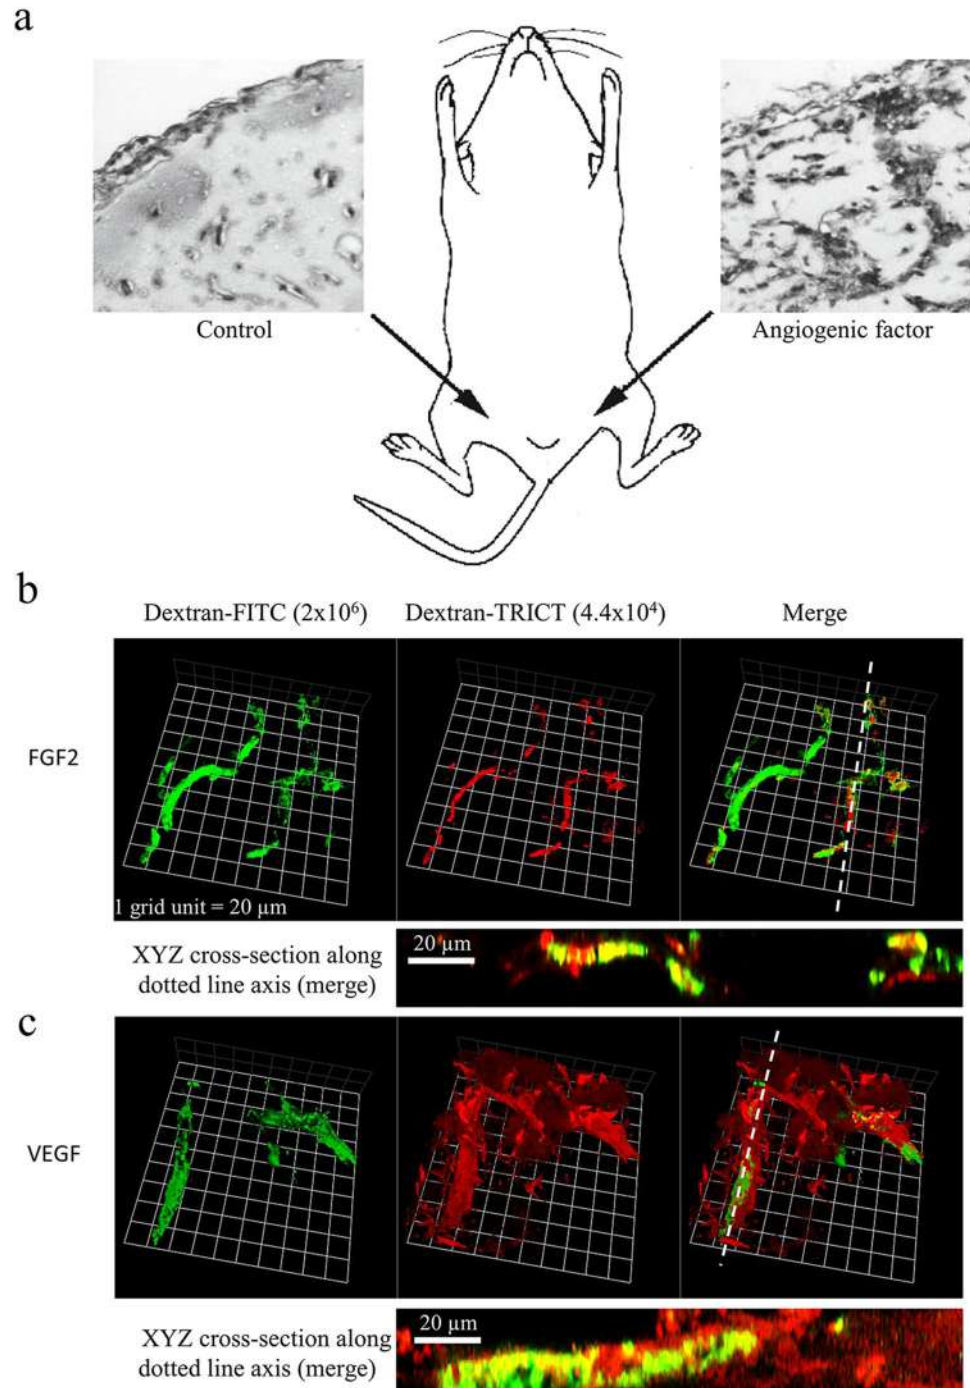 a
Control
Angiogenic factor
b
Dextran-FITC (2x10⁶)
Dextran-TRICT (4.4x10⁴)
Merge
FGF2
1 grid unit = 20 µm
XYZ cross-section along
dotted line axis (merge)
20 µm
c
VEGF
XYZ cross-section along
dotted line axis (merge)
20 µm